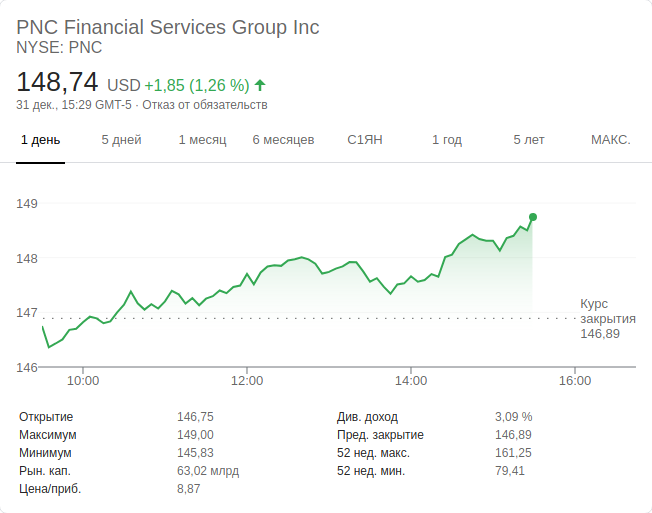 PNC Financial Services Group Inc
NYSE: PNC
148,74 USD +1,85 (1,26 %)
31 дек., 15:29 GMT-5 · Отказ от обязательств
1 день 5 дней 1 месяц 6 месяцев С1ЯН 1 год 5 лет МАКС.
149
148
147
146
Курс
закрытия
146,89
10:00 12:00 14:00 16:00
Открытие 146,75 Див. доход 3,09 %
Максимум 149,00 Пред. закрытие 146,89
Минимум 145,83 52 нед. макс. 161,25
Рын. кап. 63,02 млрд 52 нед. мин. 79,41
Цена/приб. 8,87